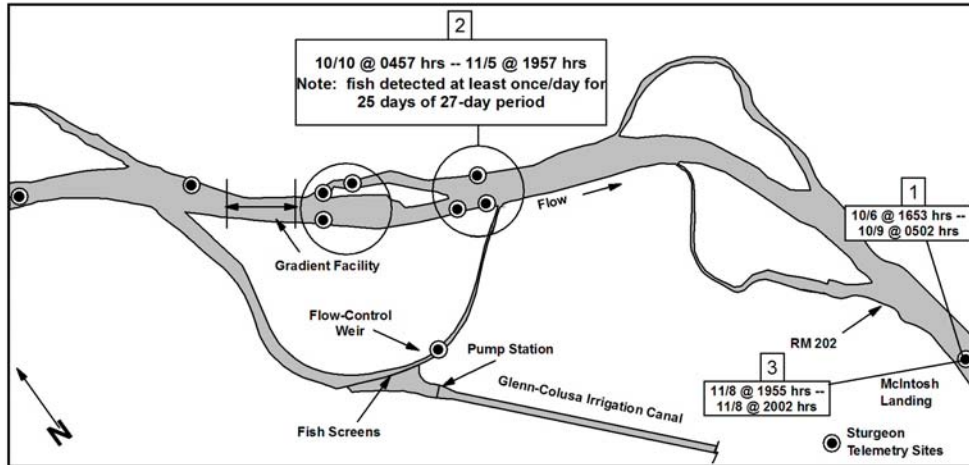 2
10/10 @ 0457 hrs -- 11/5 @ 1957 hrs
Note: fish detected at least once/day for
25 days of 27-day period
1
10/6 @ 1653 hrs --
10/9 @ 0502 hrs
Flow
Gradient Facility
Flow-Control
Weir
Pump Station
RM 202
3
11/8 @ 1955 hrs --
11/8 @ 2002 hrs
McIntosh
Landing
Glenn-Colusa Irrigation Canal
Fish Screens
N
Sturgeon
Telemetry Sites